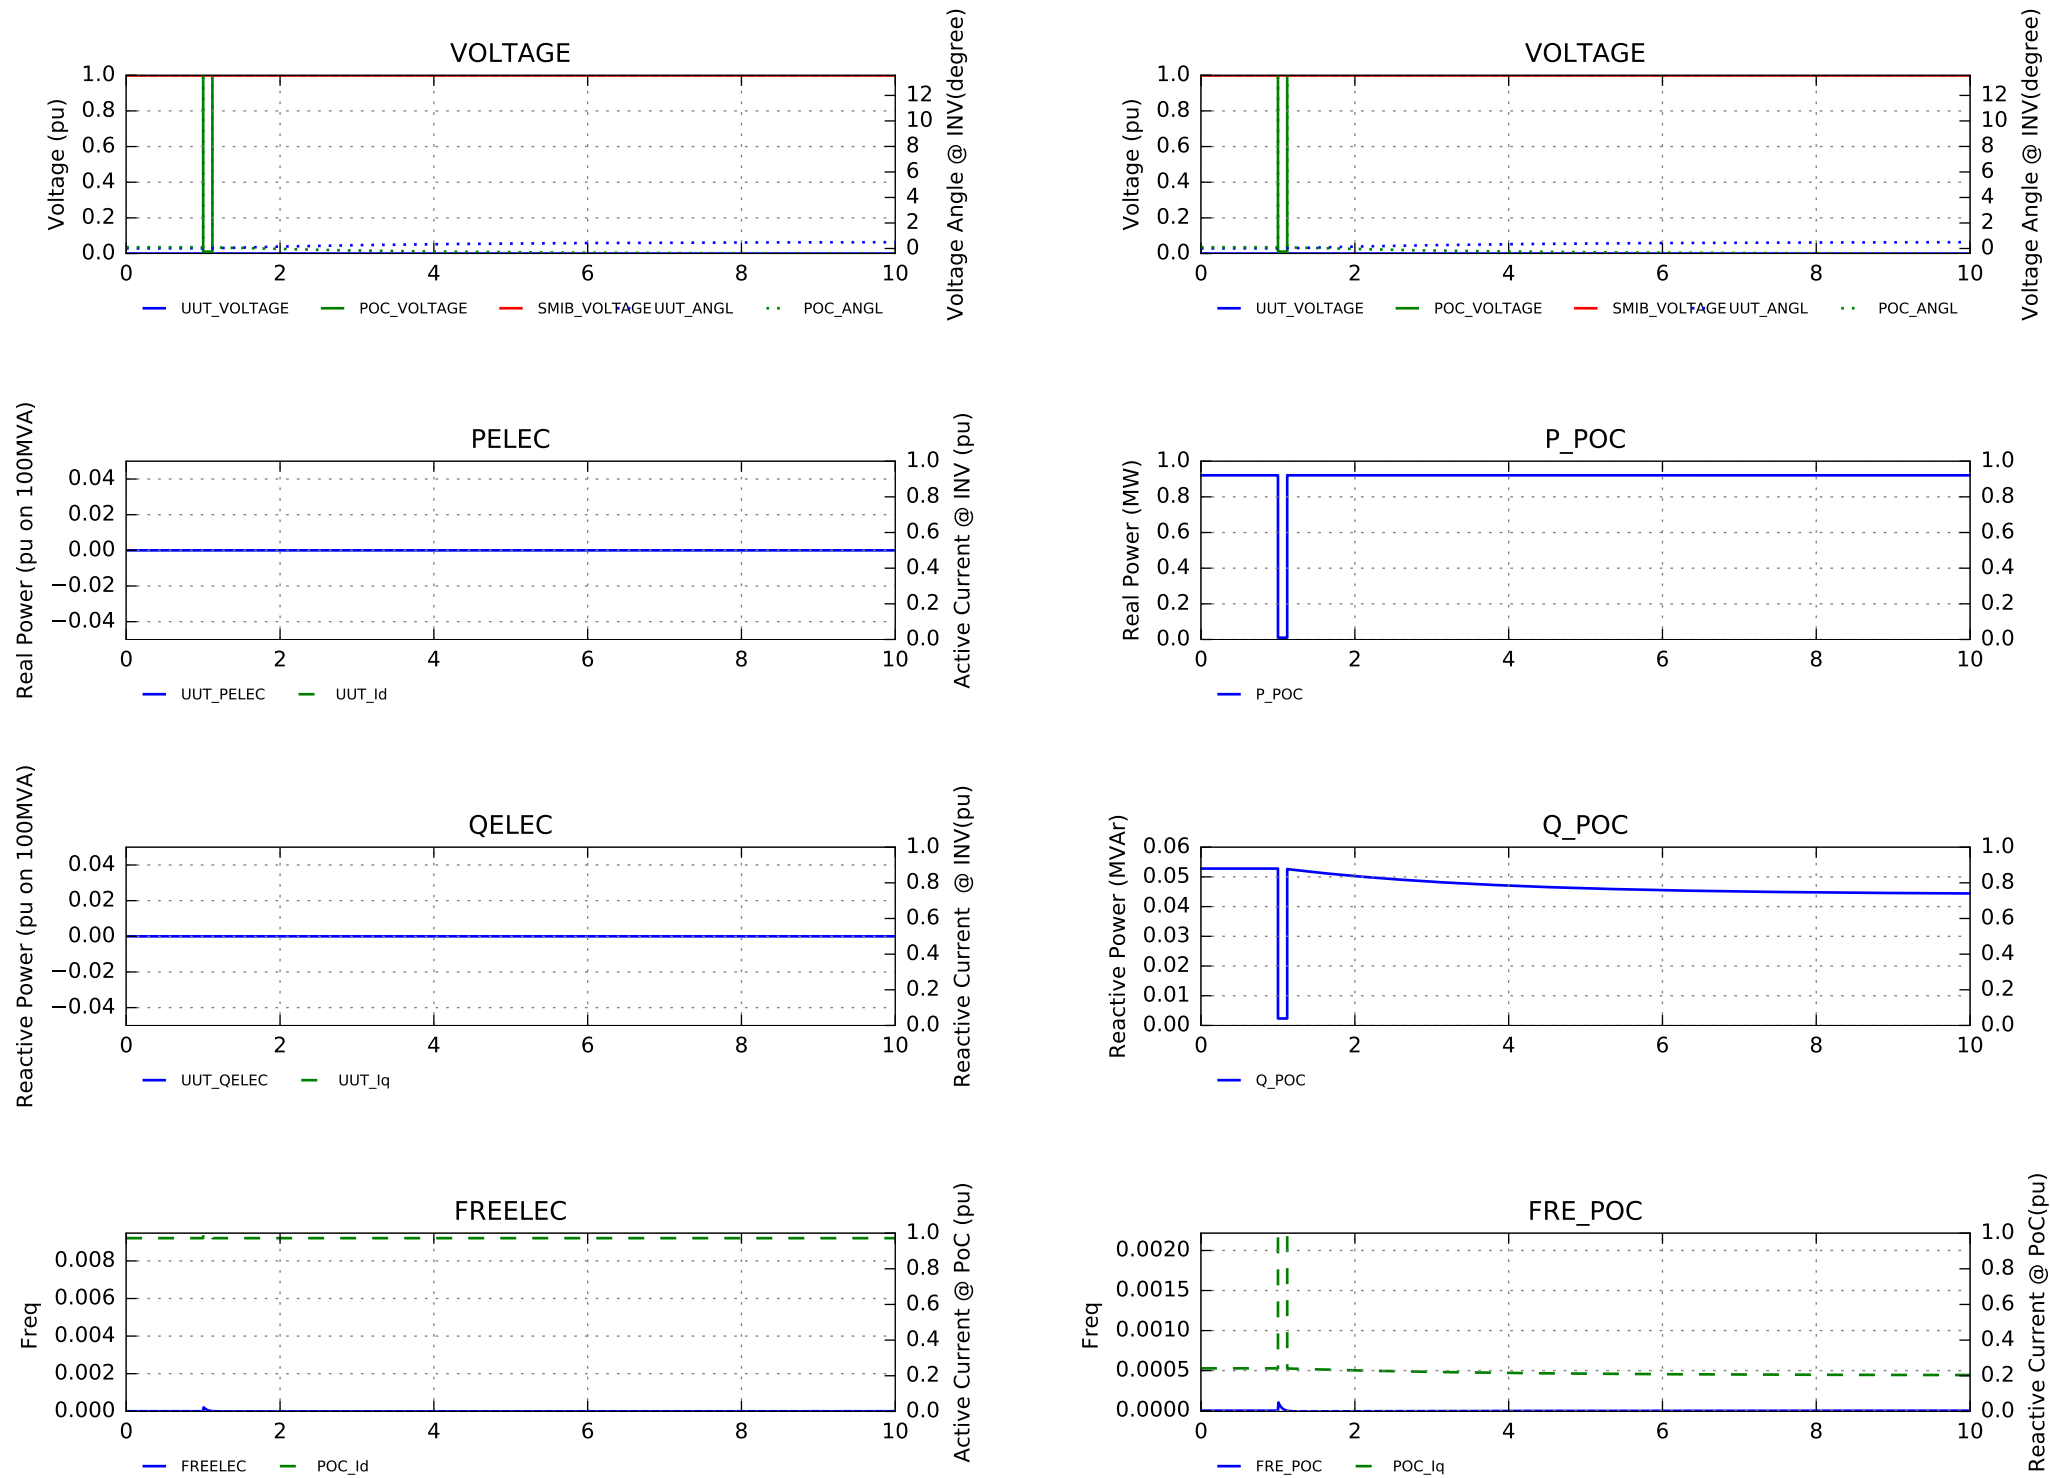 VOLTAGE
Voltage (pu)
1.0
0.8
0.6
0.4
0.2
0.0
0 2 4 6 8 10
12
10
8
6
4
2
0
Voltage Angle @ INV(degree)
UUT_VOLTAGE POC_VOLTAGE SMIB_VOLTAGE UUT_ANGL POC_ANGL
VOLTAGE
Voltage (pu)
1.0
0.8
0.6
0.4
0.2
0.0
0 2 4 6 8 10
12
10
8
6
4
2
0
Voltage Angle @ INV(degree)
UUT_VOLTAGE POC_VOLTAGE SMIB_VOLTAGE UUT_ANGL POC_ANGL
PELEC
Real Power (pu on 100MVA)
0.04
0.02
0.00
−0.02
−0.04
0 2 4 6 8 10
1.0
0.8
0.6
0.4
0.2
0.0
Active Current @ INV (pu)
UUT_PELEC UUT_Id
P_POC
Real Power (MW)
1.0
0.8
0.6
0.4
0.2
0.0
0 2 4 6 8 10
1.0
0.8
0.6
0.4
0.2
0.0
P_POC
QELEC
Reactive Power (pu on 100MVA)
0.04
0.02
0.00
−0.02
−0.04
0 2 4 6 8 10
1.0
0.8
0.6
0.4
0.2
0.0
Reactive Current @ INV(pu)
UUT_QELEC UUT_Iq
Q_POC
Reactive Power (MVAr)
0.06
0.05
0.04
0.03
0.02
0.01
0.00
0 2 4 6 8 10
1.0
0.8
0.6
0.4
0.2
0.0
Q_POC
FREELEC
Freq
0.008
0.006
0.004
0.002
0.000
0 2 4 6 8 10
1.0
0.8
0.6
0.4
0.2
0.0
Active Current @ PoC (pu)
FREELEC POC_Id
FRE_POC
Freq
0.0020
0.0015
0.0010
0.0005
0.0000
0 2 4 6 8 10
1.0
0.8
0.6
0.4
0.2
0.0
Reactive Current @ PoC(pu)
FRE_POC POC_Iq